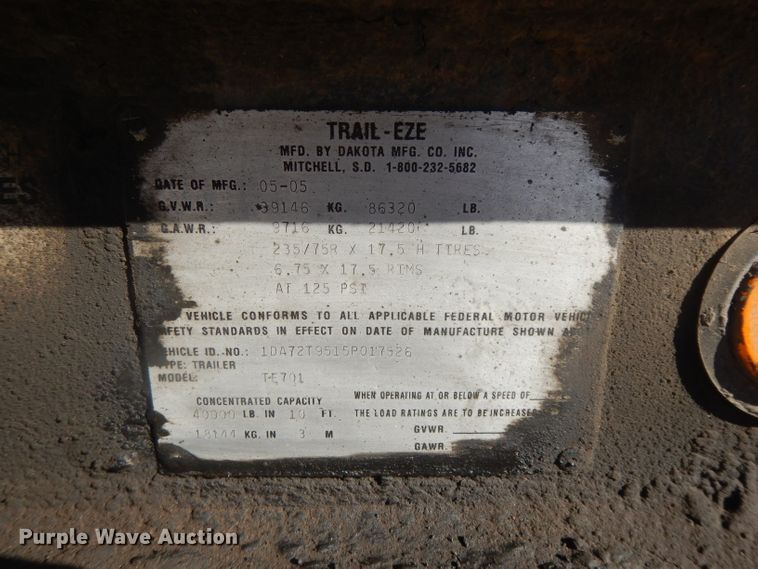 TRAIL-EZE
MFD. BY DAKOTA MFG. CO. INC.
MITCHELL, S.D. 1-800-232-5682
DATE OF MFG.: 05-05
G.V.W.R.: 39146 KG. 86320 LB.
G.A.W.R.: 9716 KG. 21420 LB.
235/75R X 17.5 H TIRES
6.75 X 17.5 RIMS
AT 125 PSI
VEHICLE CONFORMS TO ALL APPLICABLE FEDERAL MOTOR VEHIC
SAFETY STANDARDS IN EFFECT ON DATE OF MANUFACTURE SHOWN
VEHICLE ID. NO.: 1DA72T9515P017526
TYPE: TRAILER
MODEL: TE701
CONCENTRATED CAPACITY
40000 LB IN 10 FT.
18144 KG. IN 3 M
WHEN OPERATING AT OR BELOW A SPEED OF
THE LOAD RATINGS ARE TO BE INCREASED
GVWR.
GAWR.
Purple Wave Auction